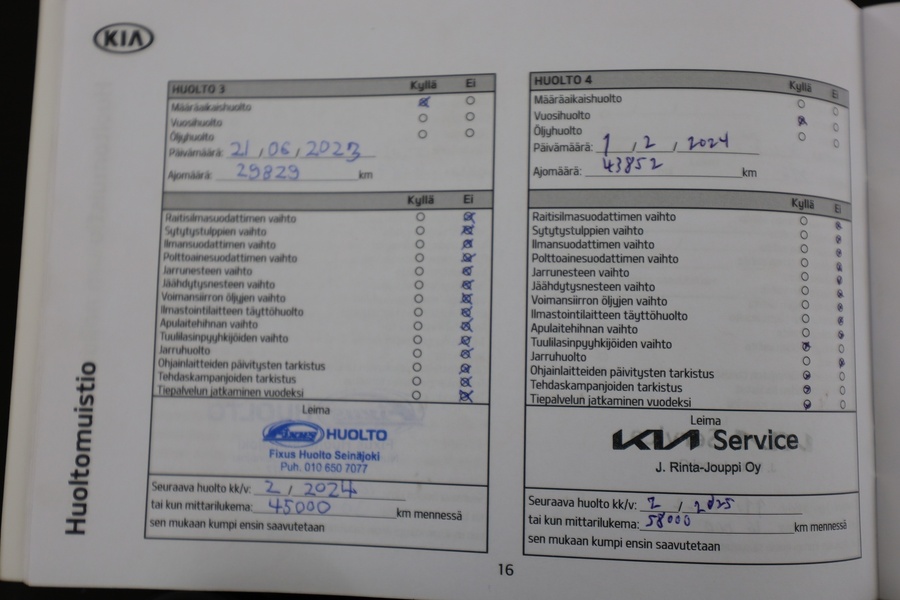 KIA
Huoltomuistio
HUOLTO 3 Kyllä Ei
Määräaikaishuolto
Vuosihuolto
Öljyhuolto
Päivämäärä: 21 / 06 / 2023
Ajomäärä: 29829 km
Kyllä Ei
Raitisilmasuodattimen vaihto
Sytytystulppien vaihto
Ilmansuodattimen vaihto
Polttoainesuodattimen vaihto
Jarrunesteen vaihto
Jäähdytysnesteen vaihto
Voimansiirron öljyjen vaihto
Ilmastointilaitteen täyttöhuolto
Apulaitehihnan vaihto
Tuulilasinpyyhkijöiden vaihto
Jarruhuolto
Ohjainlaitteiden päivitysten tarkistus
Tehdaskampanjoiden tarkistus
Tiepalvelun jatkaminen vuodeksi
Leima
Fixus HUOLTO
Fixus Huolto Seinäjoki
Puh. 010 650 7077
Seuraava huolto kk/v: 2 / 2024
tai kun mittarilukema: 45000 km mennessä
sen mukaan kumpi ensin saavutetaan
HUOLTO 4 Kyllä Ei
Määräaikaishuolto
Vuosihuolto
Öljyhuolto
Päivämäärä: 1 / 2 / 2024
Ajomäärä: 43852 km
Kyllä Ei
Raitisilmasuodattimen vaihto
Sytytystulppien vaihto
Ilmansuodattimen vaihto
Polttoainesuodattimen vaihto
Jarrunesteen vaihto
Jäähdytysnesteen vaihto
Voimansiirron öljyjen vaihto
Ilmastointilaitteen täyttöhuolto
Apulaitehihnan vaihto
Tuulilasinpyyhkijöiden vaihto
Jarruhuolto
Ohjainlaitteiden päivitysten tarkistus
Tehdaskampanjoiden tarkistus
Tiepalvelun jatkaminen vuodeksi
Leima
KIA Service
J. Rinta-Jouppi Oy
Seuraava huolto kk/v: 2 / 2025
tai kun mittarilukema: 58000 km mennessä
sen mukaan kumpi ensin saavutetaan
16